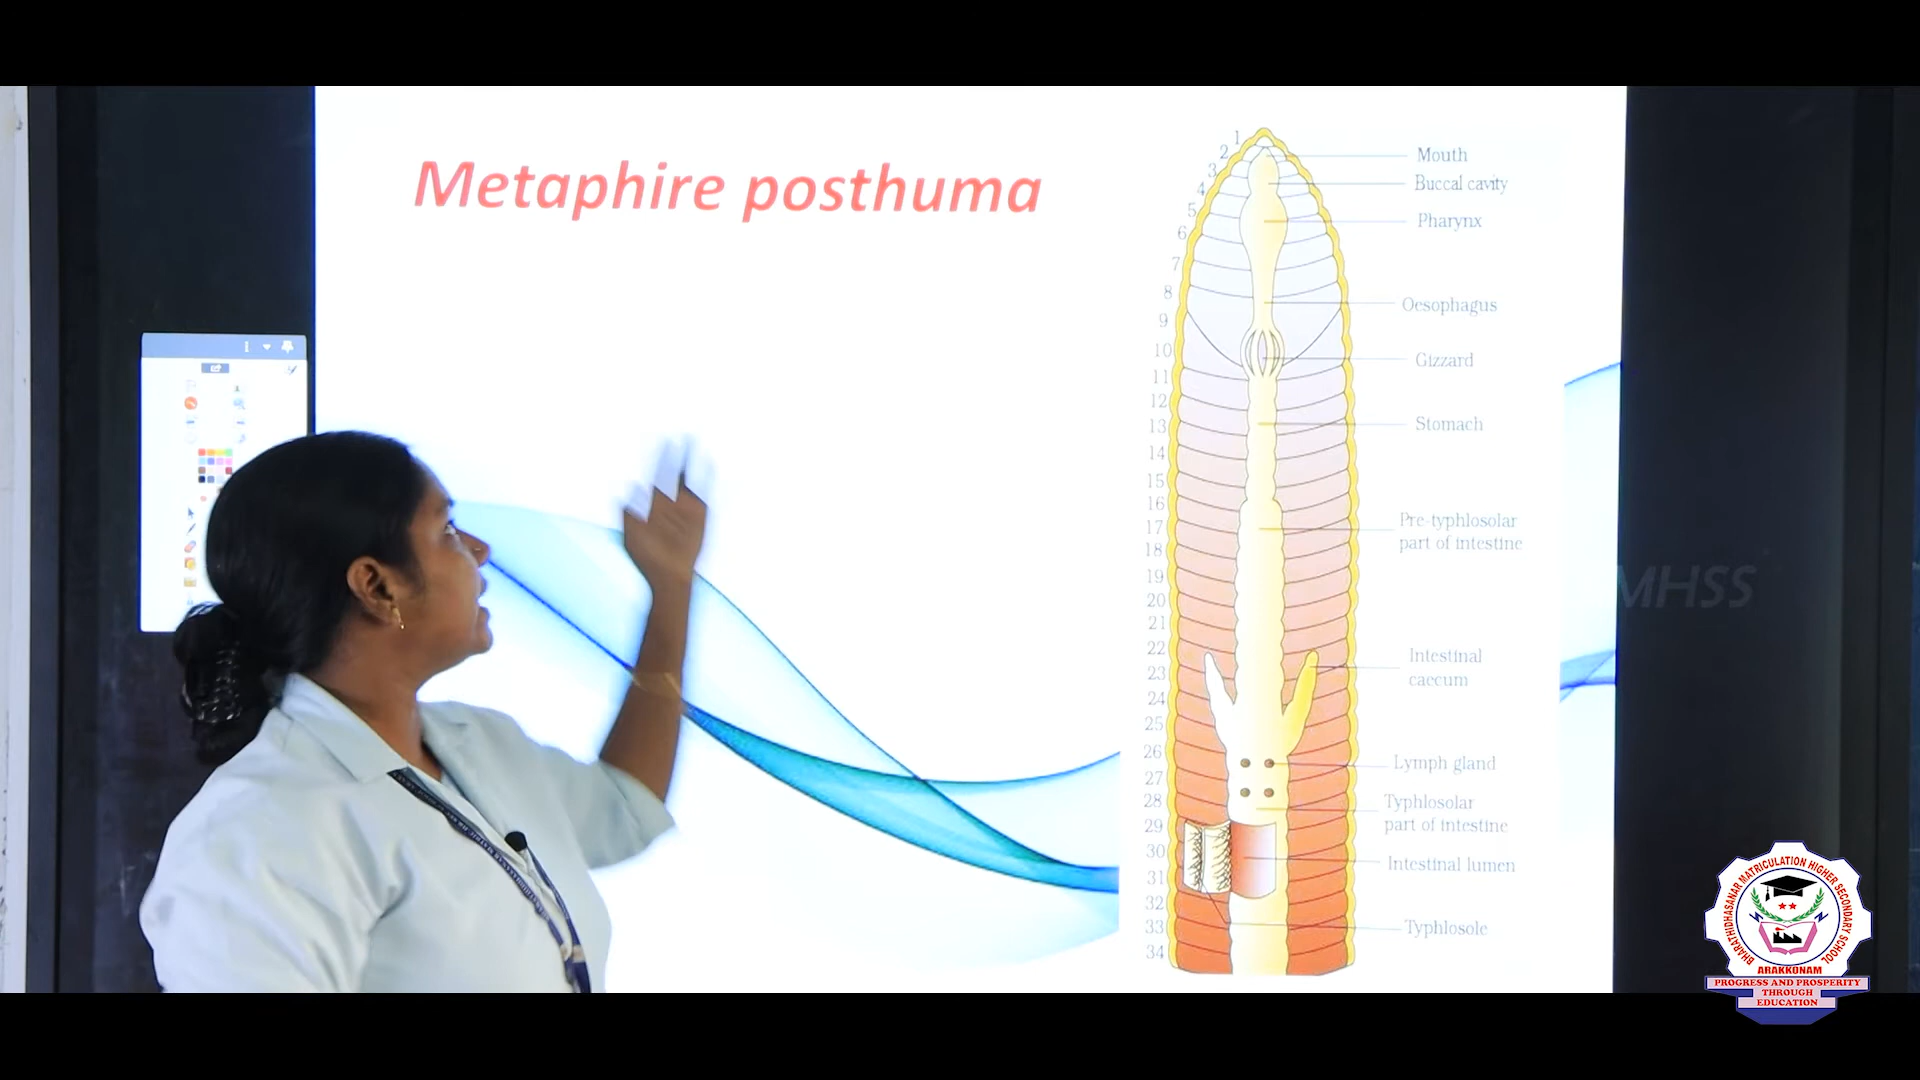 Metaphire posthuma
1
2
3
4
5
6
7
8
9
10
11
12
13
14
15
16
17
18
19
20
21
22
23
24
25
26
27
28
29
30
31
32
33
34
Mouth
Buccal cavity
Pharynx
Oesophagus
Gizzard
Stomach
Pre-typhlosolar
part of intestine
Intestinal
caecum
Lymph gland
Typhlosolar
part of intestine
Intestinal lumen
Typhlosole
MHSS
BHARATHIDHASANAR MATRICULATION HIGHER SECONDARY SCHOOL
ARAKKONAM
PROGRESS AND PROSPERITY
THROUGH
EDUCATION